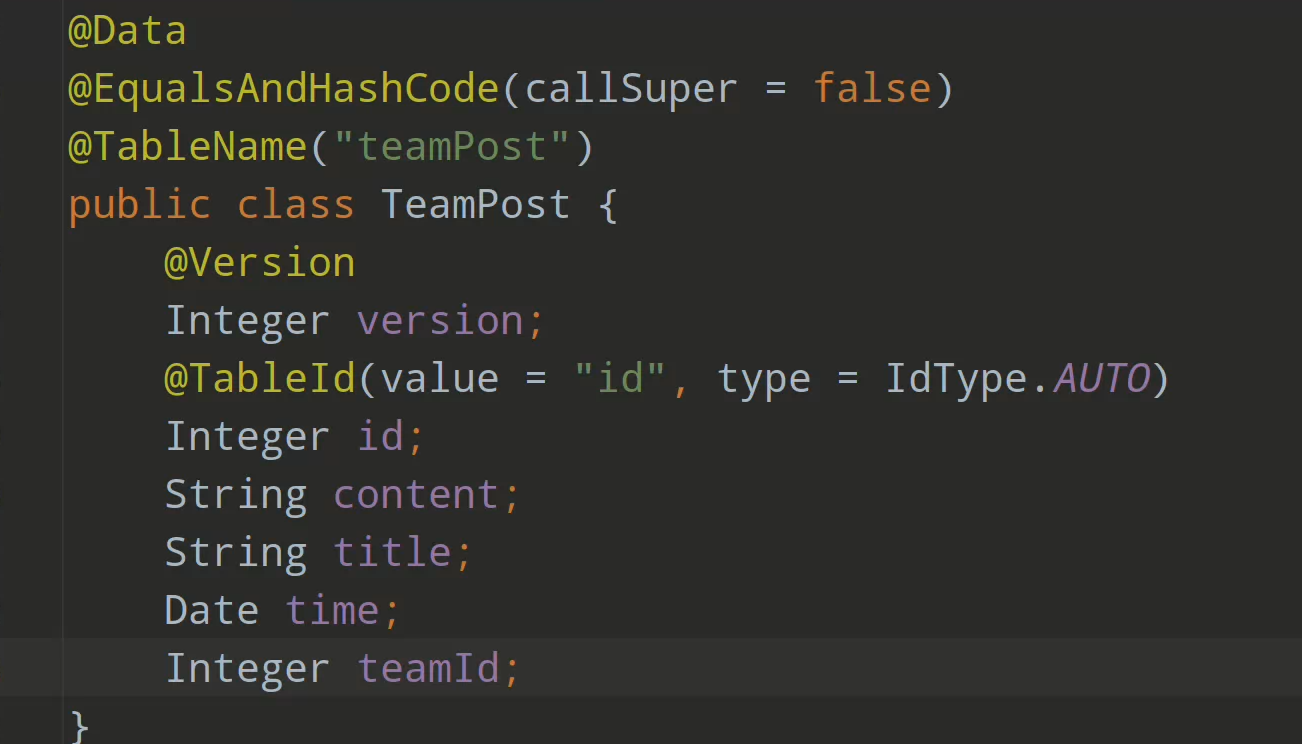 @Data
@EqualsAndHashCode(callSuper = false)
@TableName("teamPost")
public class TeamPost {
    @Version
    Integer version;
    @TableId(value = "id", type = IdType.AUTO)
    Integer id;
    String content;
    String title;
    Date time;
    Integer teamId;
}